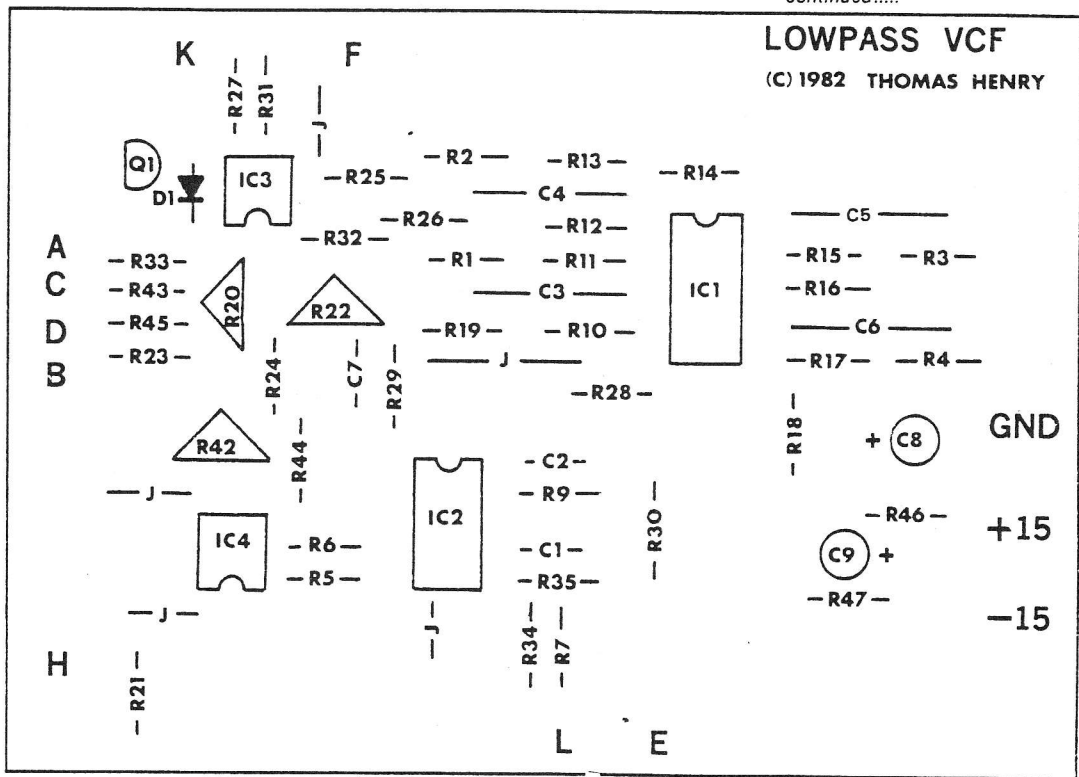 LOWPASS VCF
(C) 1982 THOMAS HENRY
K
F
R27
R31
J
Q1
D1
IC3
R25
R2
R13
C4
R14
R26
R12
C5
A
R33
R32
R1
R11
R15
R3
C
R43
R20
R22
C3
IC1
R16
D
R45
R19
R10
C6
B
R23
R24
C7
R29
J
R17
R4
R28
R42
R44
R18
+ C8
GND
J
C2
R9
IC4
R6
IC2
R30
R46
+15
R5
C1
C9 +
R35
J
J
R34
R7
R47
-15
H
R21
L
E